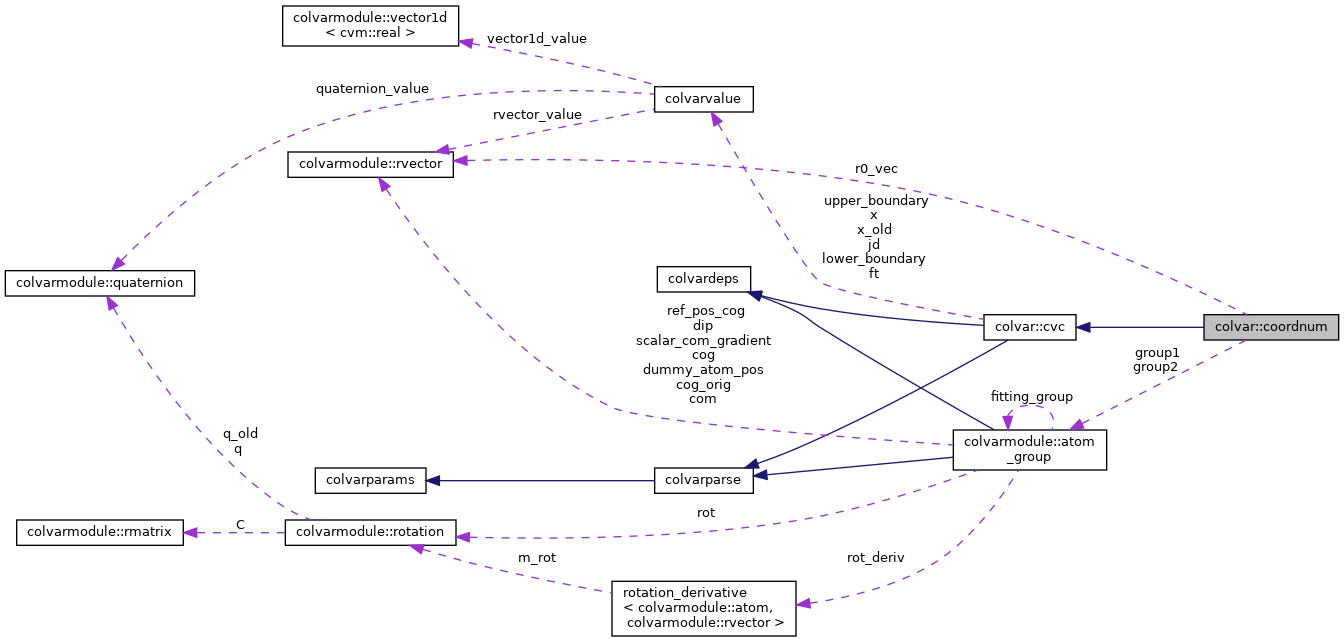 colvarmodule::vector1d
< cvm::real >
vector1d_value
quaternion_value
colvarvalue
rvector_value
colvarmodule::rvector
r0_vec
upper_boundary
x
x_old
jd
lower_boundary
ft
colvarmodule::quaternion
colvardeps
ref_pos_cog
dip
scalar_com_gradient
cog
dummy_atom_pos
cog_orig
com
colvar::cvc
colvar::coordnum
group1
group2
fitting_group
colvarmodule::atom
_group
q_old
q
colvarparams
colvarparse
rot
colvarmodule::rmatrix
C
colvarmodule::rotation
m_rot
rot_deriv
rotation_derivative
< colvarmodule::atom,
colvarmodule::rvector >